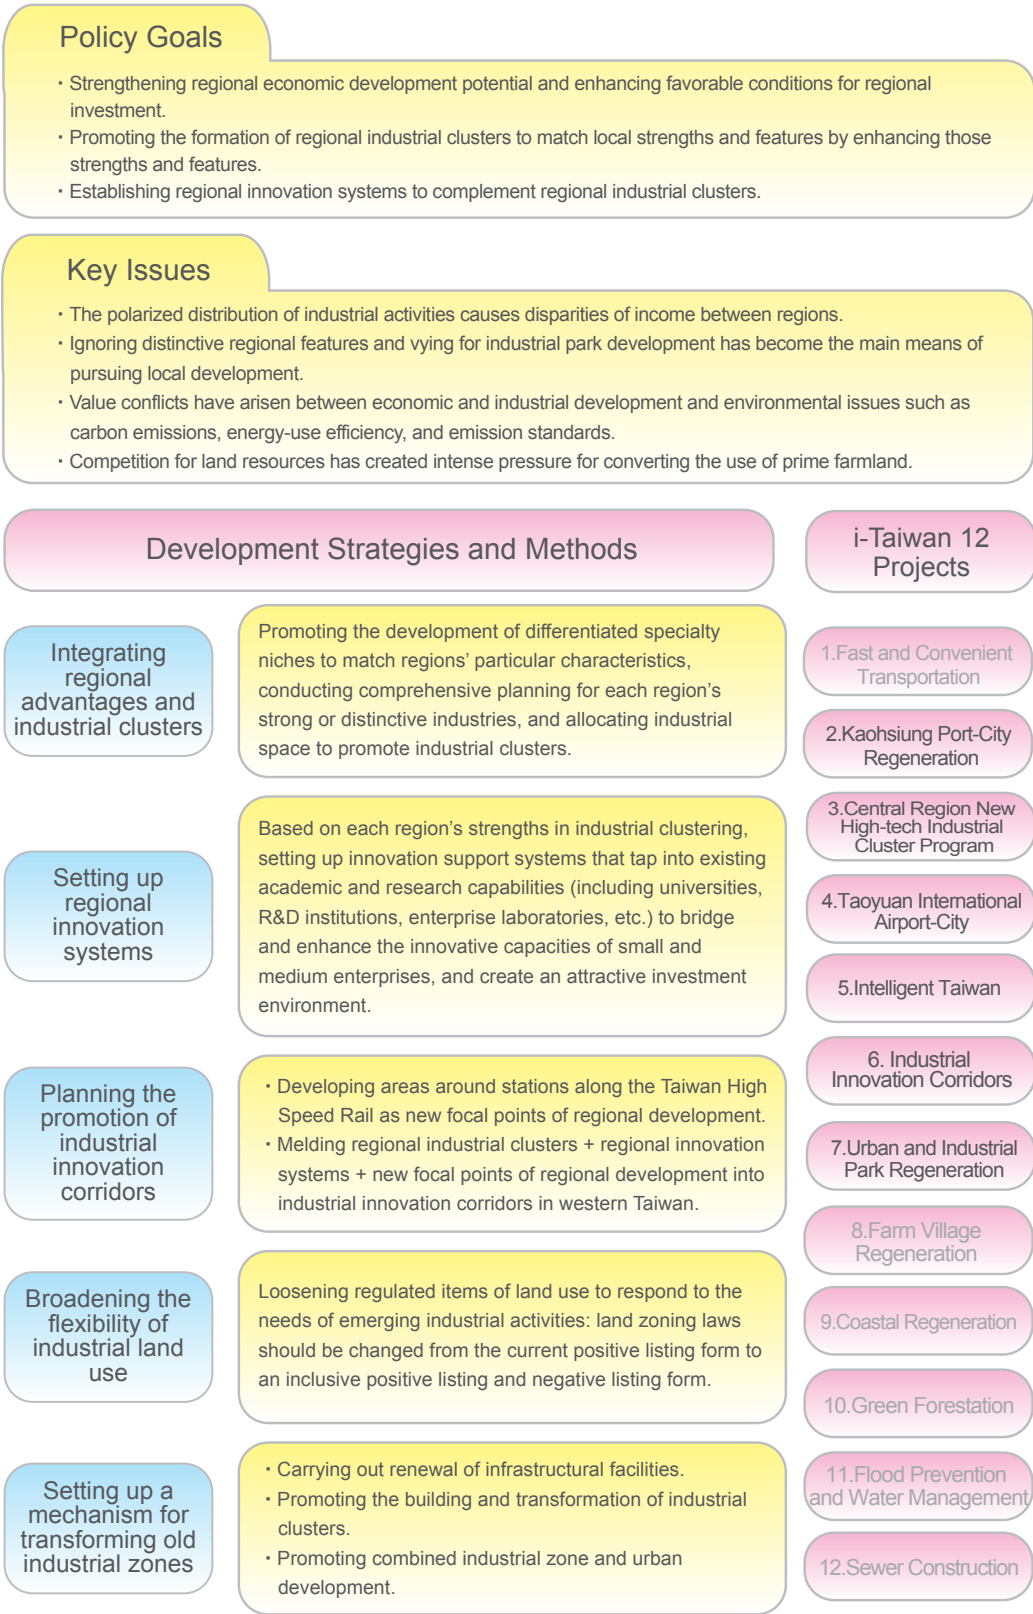 Policy Goals
・Strengthening regional economic development potential and enhancing favorable conditions for regional
investment.
・Promoting the formation of regional industrial clusters to match local strengths and features by enhancing those
strengths and features.
・Establishing regional innovation systems to complement regional industrial clusters.
Key Issues
・The polarized distribution of industrial activities causes disparities of income between regions.
・Ignoring distinctive regional features and vying for industrial park development has become the main means of
pursuing local development.
・Value conflicts have arisen between economic and industrial development and environmental issues such as
carbon emissions, energy-use efficiency, and emission standards.
・Competition for land resources has created intense pressure for converting the use of prime farmland.
Development Strategies and Methods
Integrating
regional
advantages and
industrial clusters
Promoting the development of differentiated specialty
niches to match regions' particular characteristics,
conducting comprehensive planning for each region's
strong or distinctive industries, and allocating industrial
space to promote industrial clusters.
Setting up
regional
innovation
systems
Based on each region's strengths in industrial clustering,
setting up innovation support systems that tap into existing
academic and research capabilities (including universities,
R&D institutions, enterprise laboratories, etc.) to bridge
and enhance the innovative capacities of small and
medium enterprises, and create an attractive investment
environment.
Planning the
promotion of
industrial
innovation
corridors
・Developing areas around stations along the Taiwan High
Speed Rail as new focal points of regional development.
・Melding regional industrial clusters + regional innovation
systems + new focal points of regional development into
industrial innovation corridors in western Taiwan.
Broadening the
flexibility of
industrial land
use
Loosening regulated items of land use to respond to the
needs of emerging industrial activities: land zoning laws
should be changed from the current positive listing form to
an inclusive positive listing and negative listing form.
Setting up a
mechanism for
transforming old
industrial zones
・Carrying out renewal of infrastructural facilities.
・Promoting the building and transformation of industrial
clusters.
・Promoting combined industrial zone and urban
development.
i-Taiwan 12
Projects
1.Fast and Convenient
Transportation
2.Kaohsiung Port-City
Regeneration
3.Central Region New
High-tech Industrial
Cluster Program
4.Taoyuan International
Airport-City
5.Intelligent Taiwan
6. Industrial
Innovation Corridors
7.Urban and Industrial
Park Regeneration
8.Farm Village
Regeneration
9.Coastal Regeneration
10.Green Forestation
11.Flood Prevention
and Water Management
12.Sewer Construction